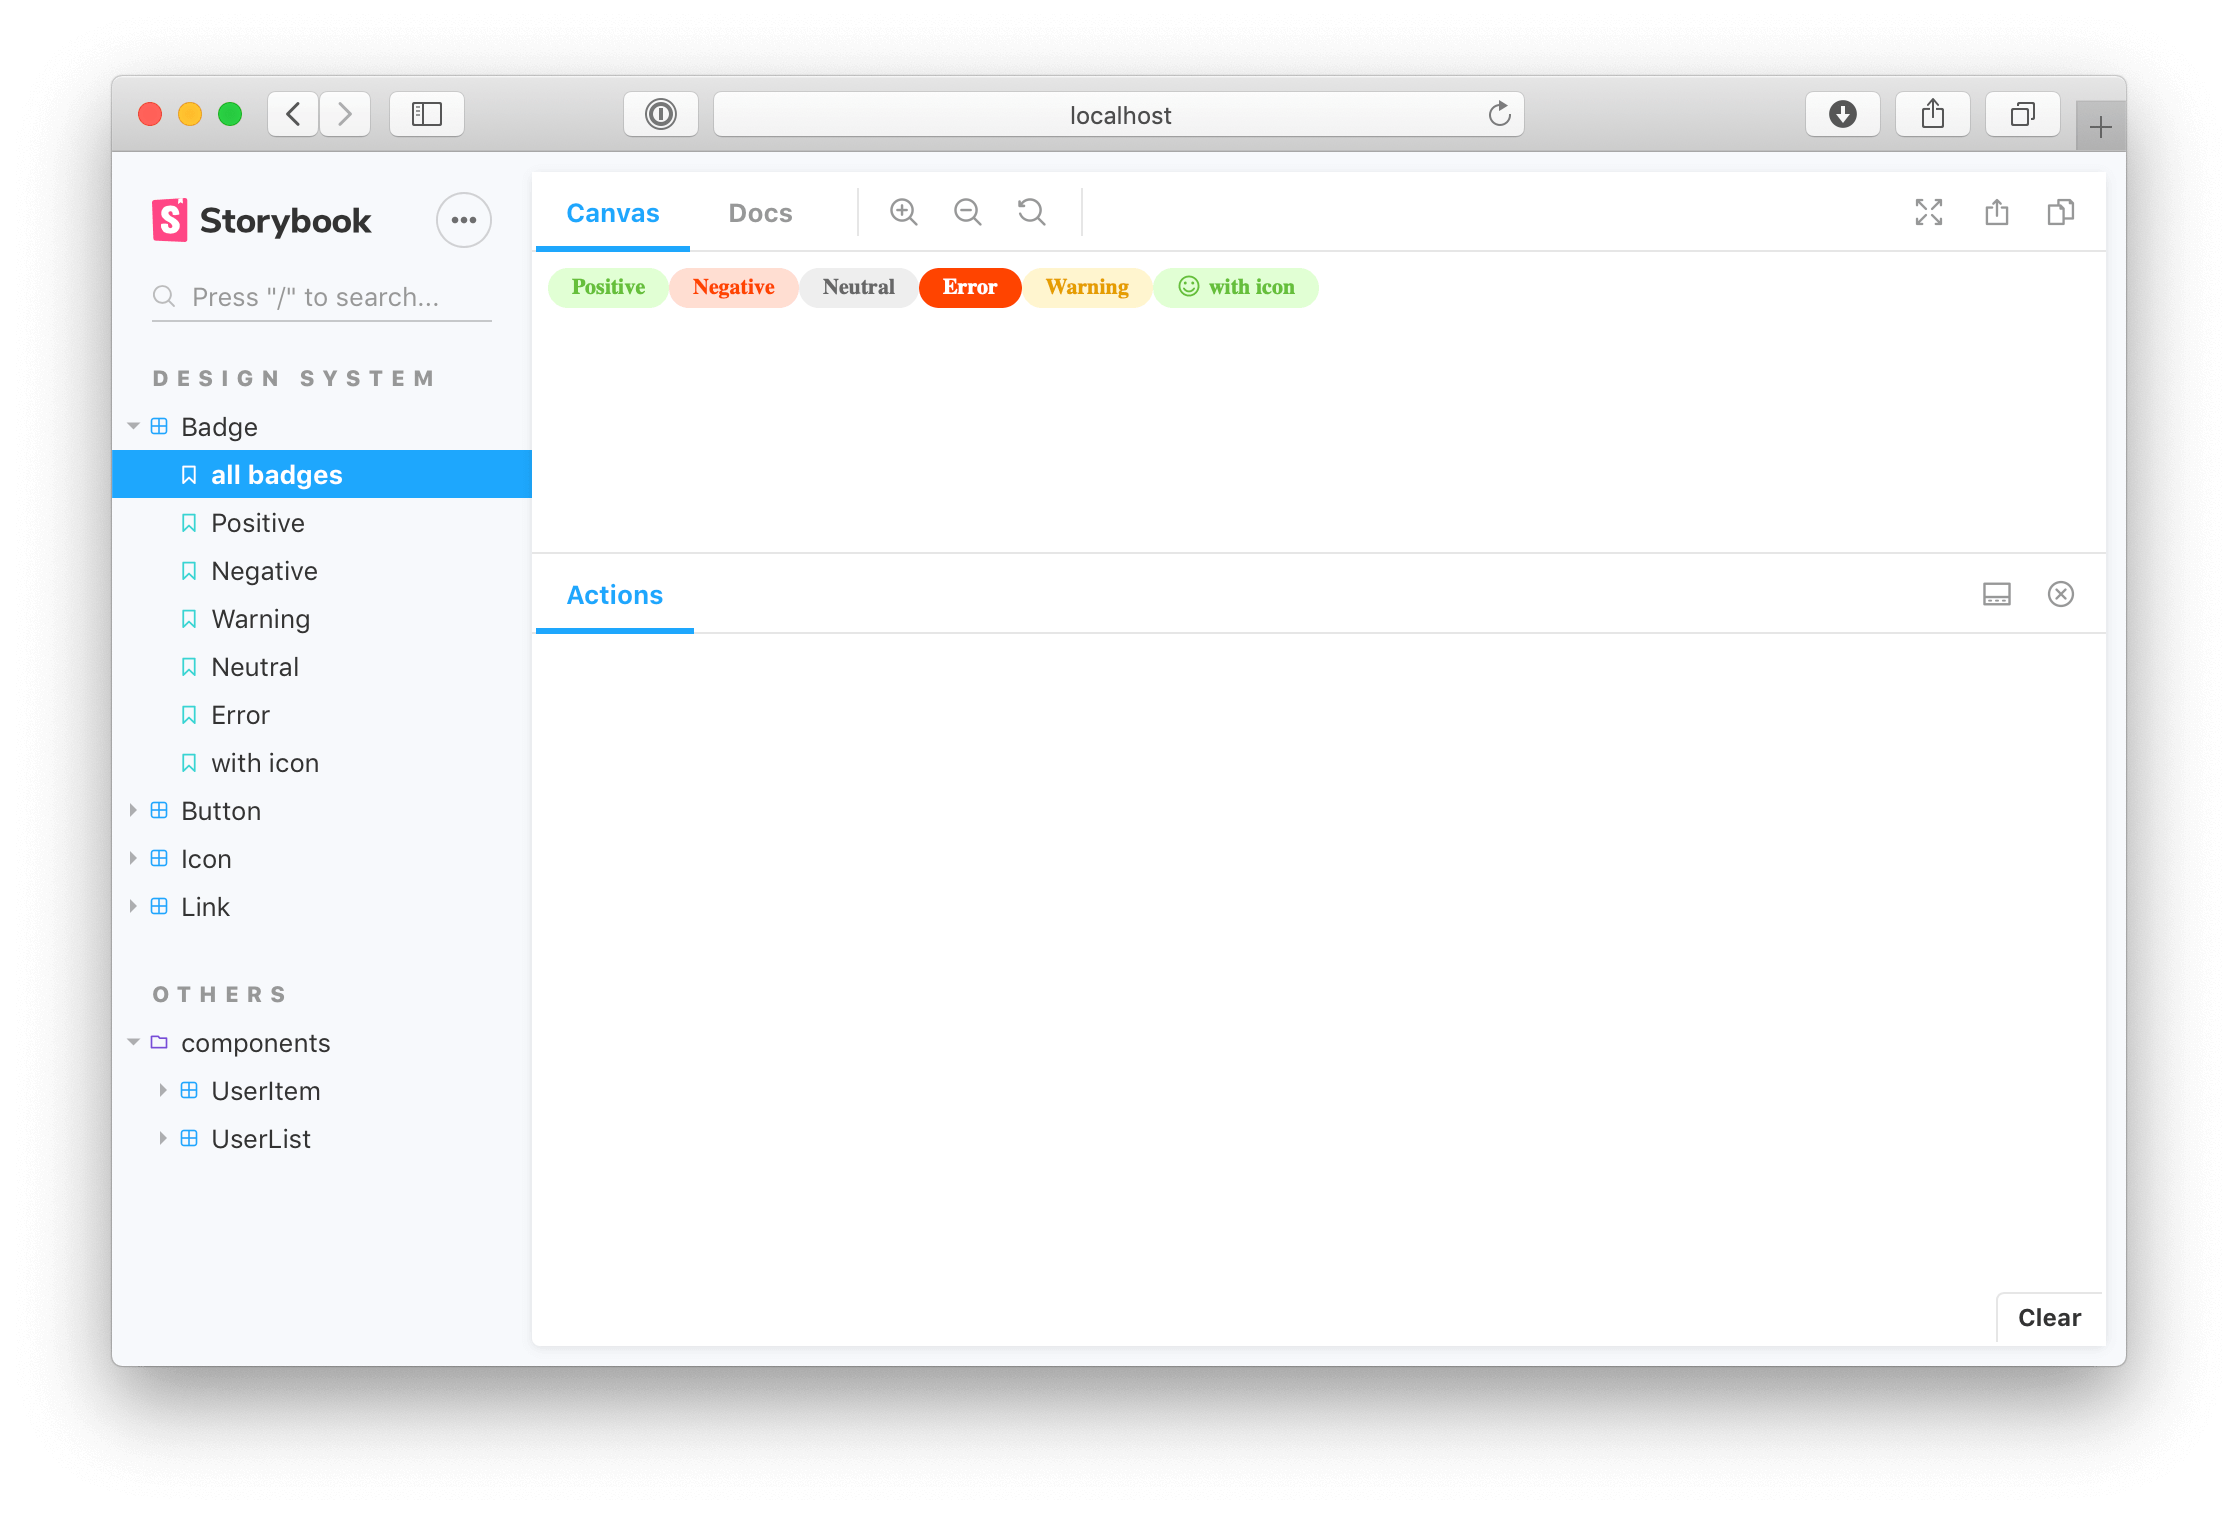 localhost
Storybook
Press "/" to search...
DESIGN SYSTEM
Badge
all badges
Positive
Negative
Warning
Neutral
Error
with icon
Button
Icon
Link
OTHERS
components
UserItem
UserList
Canvas Docs
Positive Negative Neutral Error Warning with icon
Actions
Clear